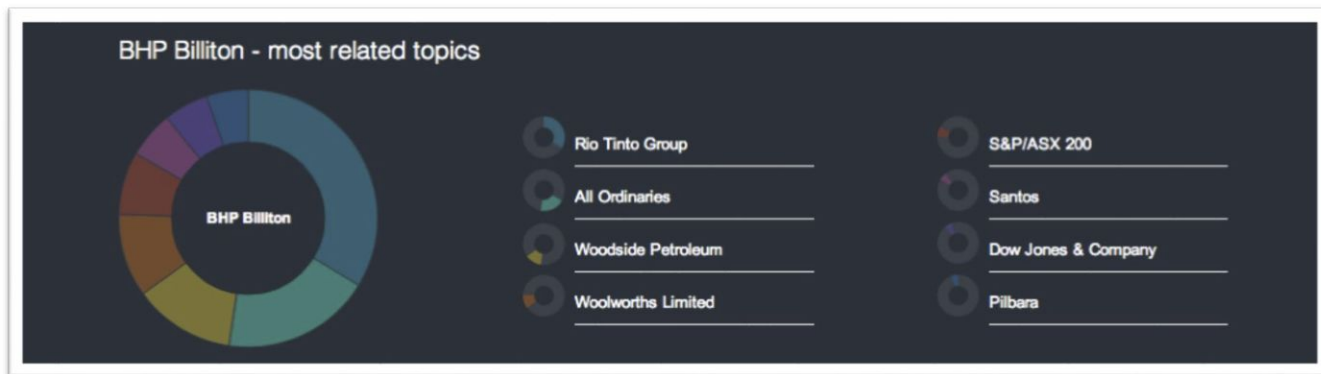 BHP Billiton - most related topics
BHP Billiton
Rio Tinto Group
All Ordinaries
Woodside Petroleum
Woolworths Limited
S&P/ASX 200
Santos
Dow Jones & Company
Pilbara